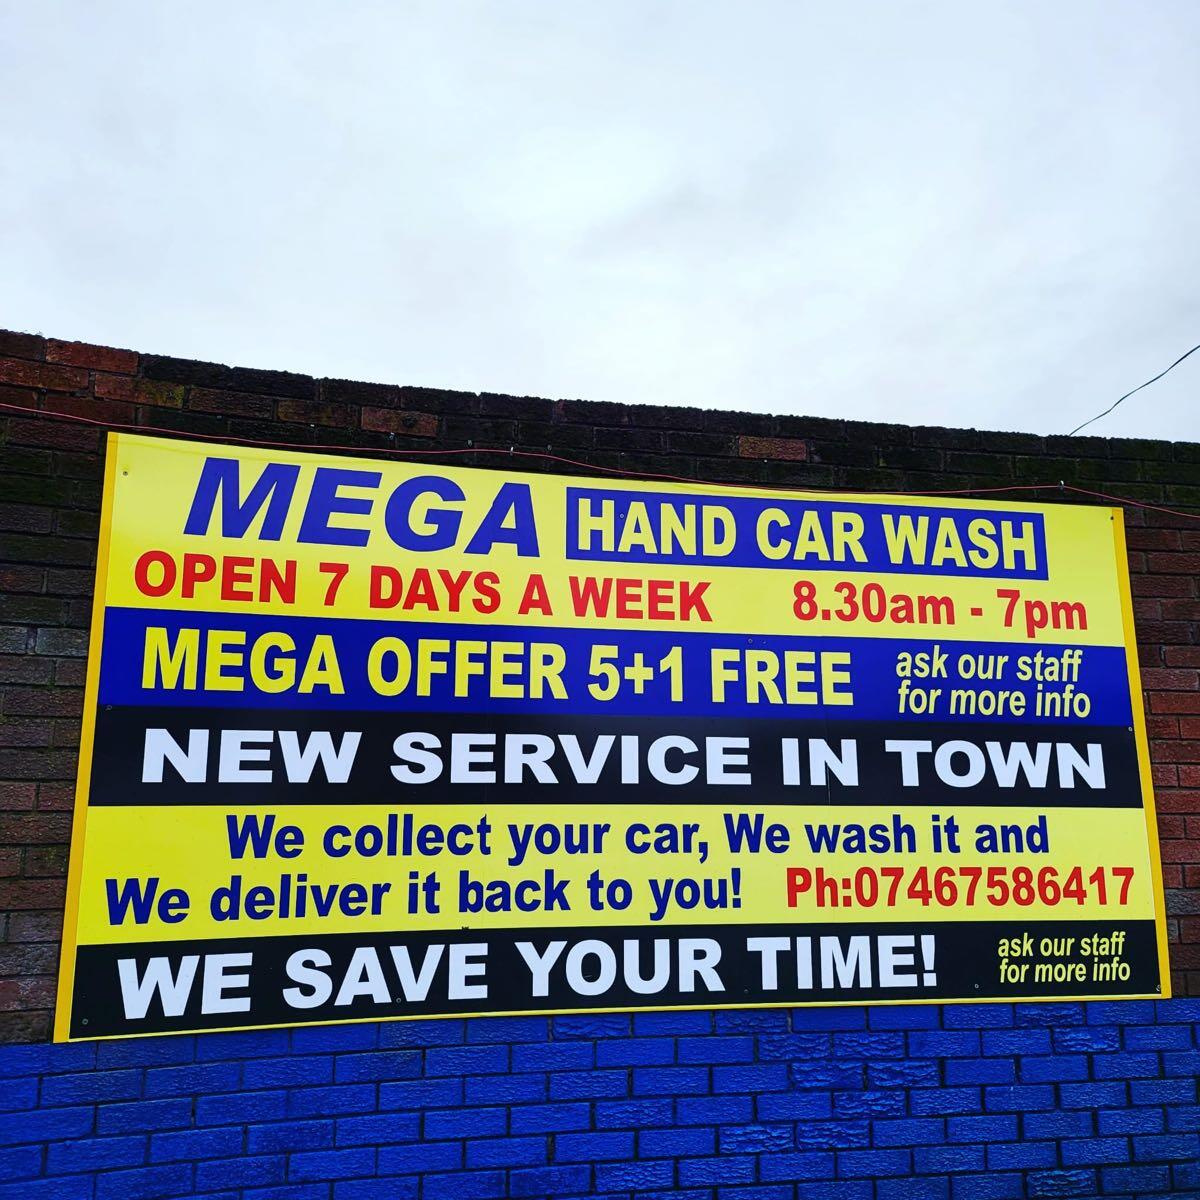 MEGA HAND CAR WASH
OPEN 7 DAYS A WEEK 8.30am - 7pm
MEGA OFFER 5+1 FREE ask our staff for more info
NEW SERVICE IN TOWN
We collect your car, We wash it and
We deliver it back to you! Ph:07467586417
WE SAVE YOUR TIME! ask our staff for more info